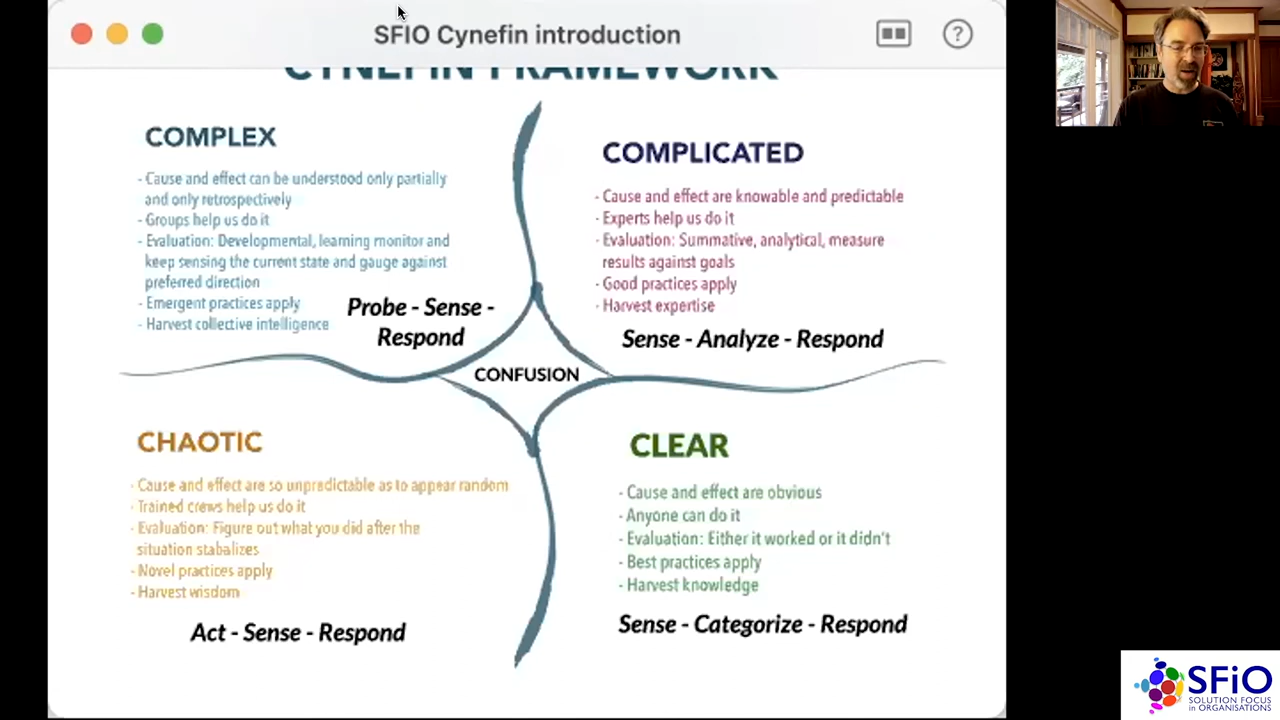 SFIO Cynefin introduction
?
CYNEFIN FRAMEWORK
COMPLEX
- Cause and effect can be understood only partially
and only retrospectively
- Groups help us do it
- Evaluation: Developmental, learning monitor and
keep sensing the current state and gauge against
preferred direction
- Emergent practices apply
- Harvest collective intelligence
Probe - Sense -
Respond
COMPLICATED
- Cause and effect are knowable and predictable
- Experts help us do it
- Evaluation: Summative, analytical, measure
results against goals
- Good practices apply
- Harvest expertise
Sense - Analyze - Respond
CONFUSION
CHAOTIC
- Cause and effect are so unpredictable as to appear random
- Trained crews help us do it
- Evaluation: Figure out what you did after the
situation stabalizes
- Novel practices apply
- Harvest wisdom
Act - Sense - Respond
CLEAR
- Cause and effect are obvious
- Anyone can do it
- Evaluation: Either it worked or it didn't
- Best practices apply
- Harvest knowledge
Sense - Categorize - Respond
SFiO
SOLUTION FOCUS
in ORGANISATIONS